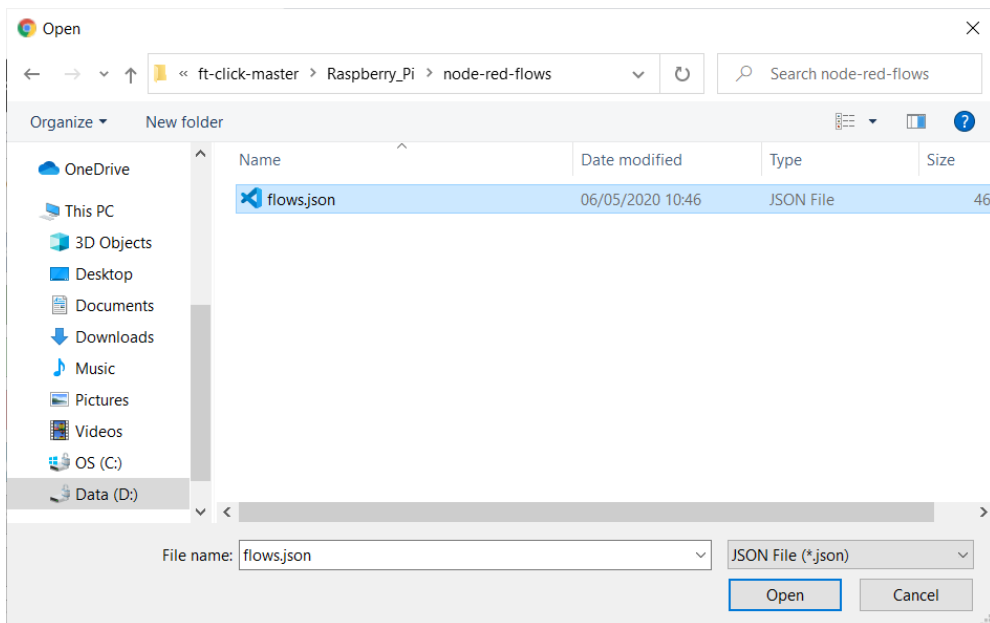 Open
« ft-click-master > Raspberry_Pi > node-red-flows
Search node-red-flows
Organize New folder
?
Name Date modified Type Size
flows.json 06/05/2020 10:46 JSON File 46
OneDrive
This PC
3D Objects
Desktop
Documents
Downloads
Music
Pictures
Videos
OS (C:)
Data (D:)
File name: flows.json JSON File (*.json)
Open Cancel